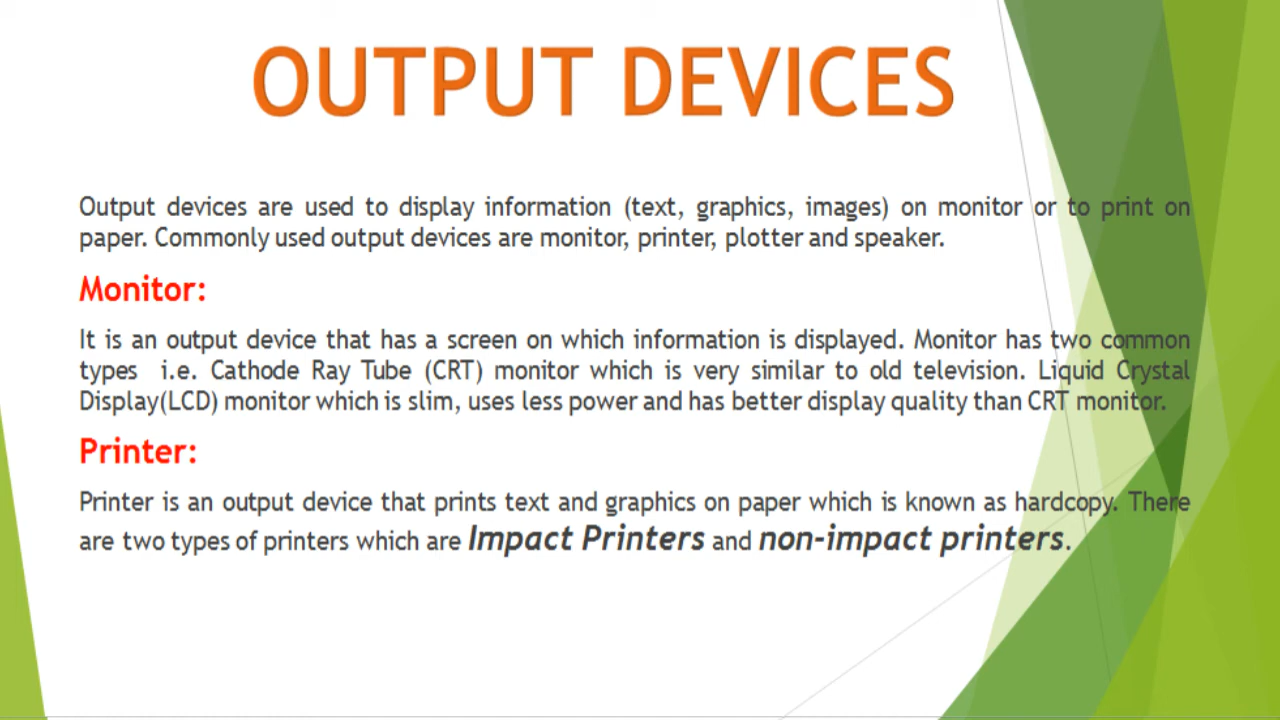 OUTPUT DEVICES
Output devices are used to display information (text, graphics, images) on monitor or to print on
paper. Commonly used output devices are monitor, printer, plotter and speaker.
Monitor:
It is an output device that has a screen on which information is displayed. Monitor has two common
types i.e. Cathode Ray Tube (CRT) monitor which is very similar to old television. Liquid Crystal
Display(LCD) monitor which is slim, uses less power and has better display quality than CRT monitor.
Printer:
Printer is an output device that prints text and graphics on paper which is known as hardcopy. There
are two types of printers which are Impact Printers and non-impact printers.